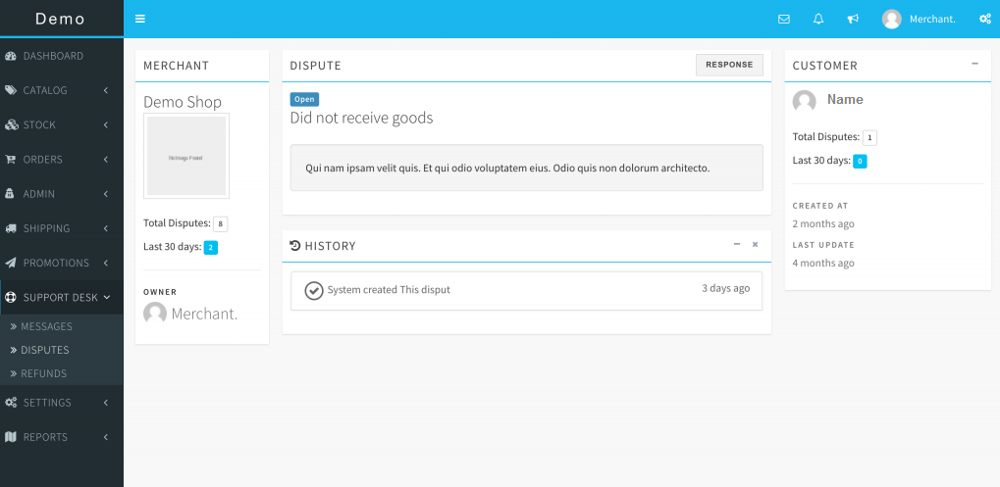 Demo
Merchant.
DASHBOARD
CATALOG
STOCK
ORDERS
ADMIN
SHIPPING
PROMOTIONS
SUPPORT DESK
MESSAGES
DISPUTES
REFUNDS
SETTINGS
REPORTS
MERCHANT
Demo Shop
No Image Found
Total Disputes: 8
Last 30 days: 2
OWNER
Merchant.
DISPUTE
RESPONSE
Open
Did not receive goods
Qui nam ipsam velit quis. Et qui odio voluptatem eius. Odio quis non dolorum architecto.
HISTORY
System created This disput
3 days ago
CUSTOMER
Name
Total Disputes: 1
Last 30 days: 0
CREATED AT
2 months ago
LAST UPDATE
4 months ago